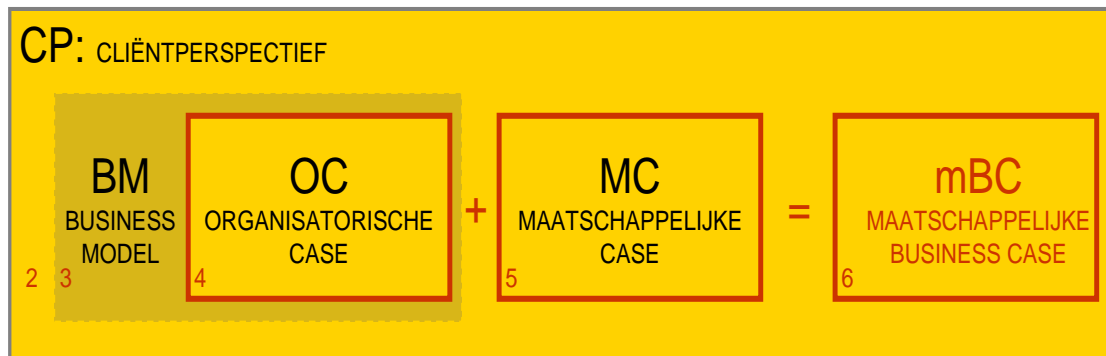 CP: CLIËNTPERSPECTIEF
BM
BUSINESS
MODEL
OC
ORGANISATORISCHE
CASE
+
MC
MAATSCHAPPELIJKE
CASE
=
mBC
MAATSCHAPPELIJKE
BUSINESS CASE
2 3 4 5 6